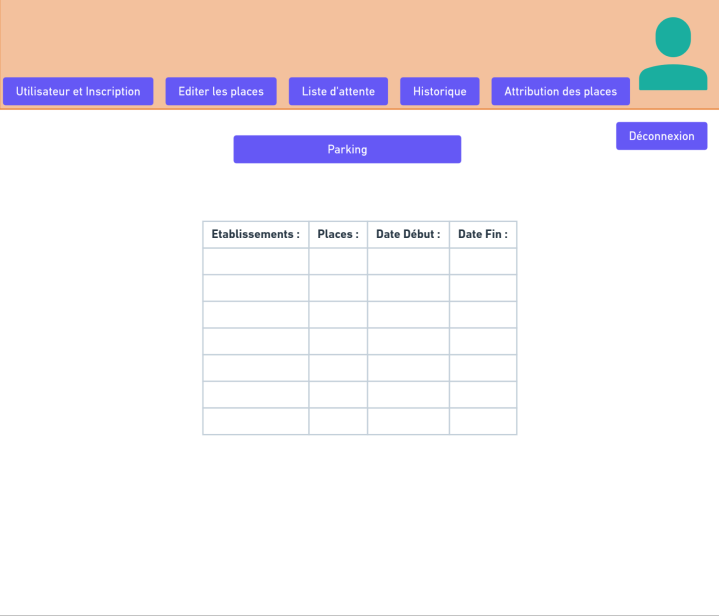 Utilisateur et Inscription Editer les places Liste d'attente Historique Attribution des places
Déconnexion
Parking
Etablissements : Places : Date Début : Date Fin :